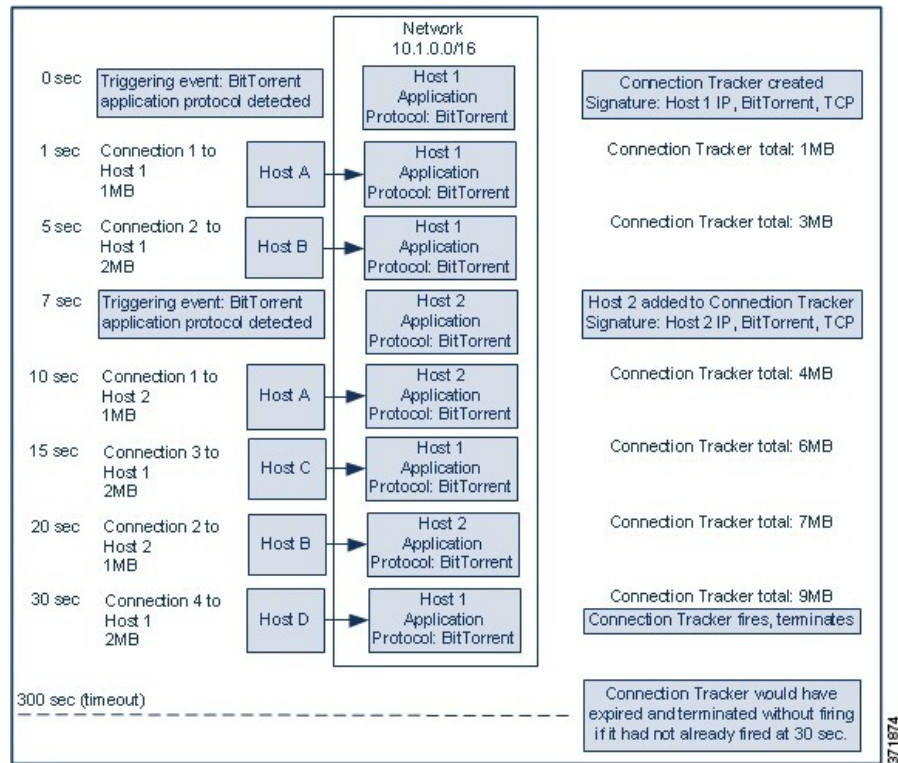 Network
10.1.0.0/16
0 sec
Triggering event: BitTorrent
application protocol detected
Host 1
Application
Protocol: BitTorrent
Connection Tracker created
Signature: Host 1 IP, BitTorrent, TCP
1 sec
Connection 1 to
Host 1
1MB
Host A
Host 1
Application
Protocol: BitTorrent
Connection Tracker total: 1MB
5 sec
Connection 2 to
Host 1
2MB
Host B
Host 1
Application
Protocol: BitTorrent
Connection Tracker total: 3MB
7 sec
Triggering event: BitTorrent
application protocol detected
Host 2
Application
Protocol: BitTorrent
Host 2 added to Connection Tracker
Signature: Host 2 IP, BitTorrent, TCP
10 sec
Connection 1 to
Host 2
1MB
Host A
Host 2
Application
Protocol: BitTorrent
Connection Tracker total: 4MB
15 sec
Connection 3 to
Host 1
2MB
Host C
Host 1
Application
Protocol: BitTorrent
Connection Tracker total: 6MB
20 sec
Connection 2 to
Host 2
1MB
Host B
Host 2
Application
Protocol: BitTorrent
Connection Tracker total: 7MB
30 sec
Connection 4 to
Host 1
2MB
Host D
Host 1
Application
Protocol: BitTorrent
Connection Tracker total: 9MB
Connection Tracker fires, terminates
300 sec (timeout)
Connection Tracker would have
expired and terminated without firing
if it had not already fired at 30 sec.
371874